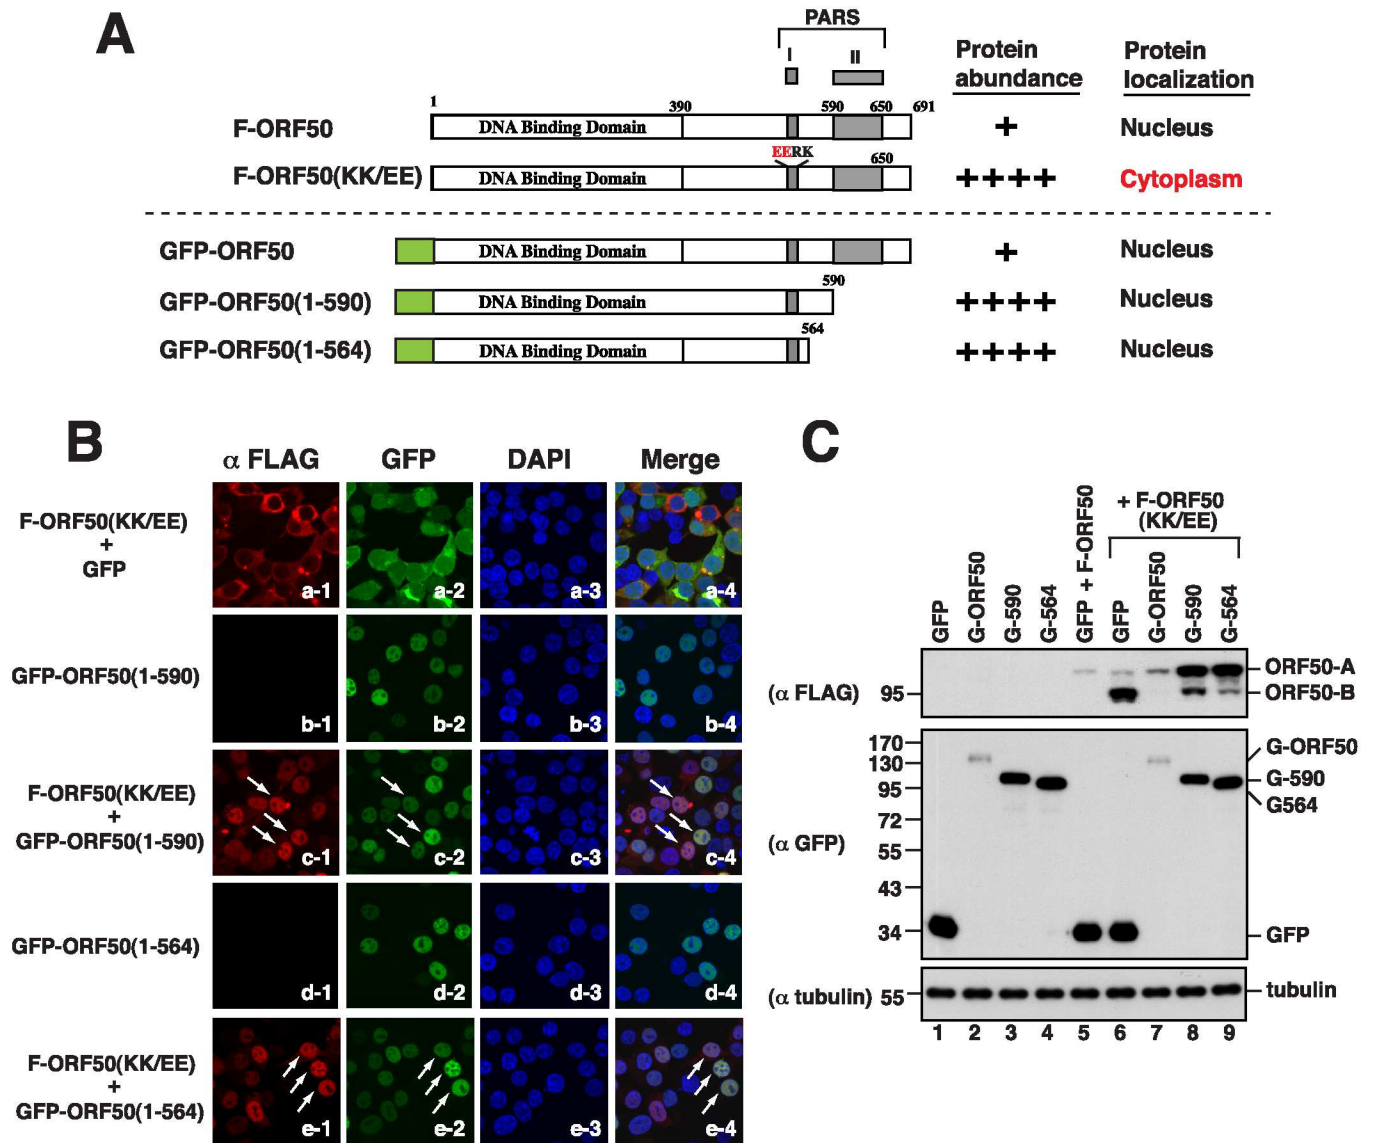 A
PARS
I II
Protein abundance
Protein localization
1 390 590 650 691
F-ORF50 DNA Binding Domain + Nucleus
EERK
650
F-ORF50(KK/EE) DNA Binding Domain ++++ Cytoplasm
GFP-ORF50 DNA Binding Domain + Nucleus
590
GFP-ORF50(1-590) DNA Binding Domain ++++ Nucleus
564
GFP-ORF50(1-564) DNA Binding Domain ++++ Nucleus
B
α FLAG GFP DAPI Merge
F-ORF50(KK/EE)
+
GFP
a-1 a-2 a-3 a-4
GFP-ORF50(1-590)
b-1 b-2 b-3 b-4
F-ORF50(KK/EE)
+
GFP-ORF50(1-590)
c-1 c-2 c-3 c-4
GFP-ORF50(1-564)
d-1 d-2 d-3 d-4
F-ORF50(KK/EE)
+
GFP-ORF50(1-564)
e-1 e-2 e-3 e-4
C
+ F-ORF50
(KK/EE)
GFP
G-ORF50
G-590
G-564
GFP + F-ORF50
GFP
G-ORF50
G-590
G-564
(α FLAG) 95
ORF50-A
ORF50-B
(α GFP)
170
130
95
72
55
43
34
G-ORF50
G-590
G564
GFP
(α tubulin) 55 tubulin
1 2 3 4 5 6 7 8 9